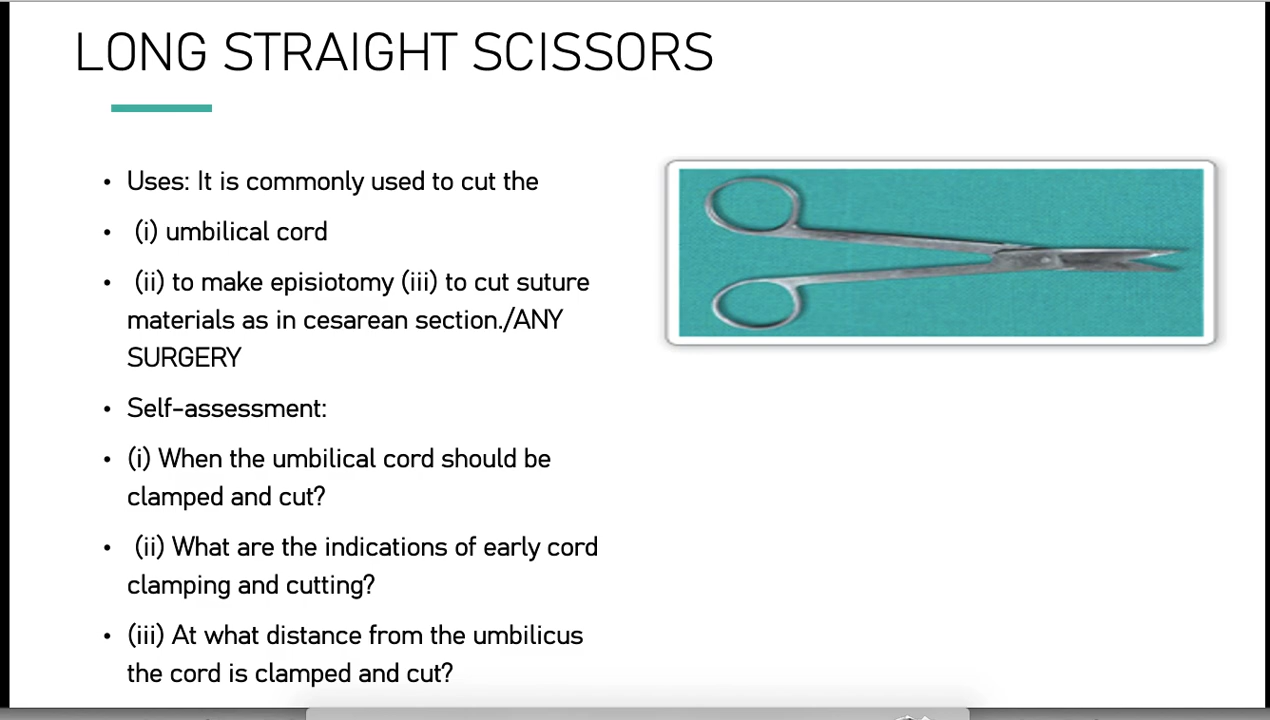 LONG STRAIGHT SCISSORS
• Uses: It is commonly used to cut the
• (i) umbilical cord
• (ii) to make episiotomy (iii) to cut suture
materials as in cesarean section./ANY
SURGERY
• Self-assessment:
• (i) When the umbilical cord should be
clamped and cut?
• (ii) What are the indications of early cord
clamping and cutting?
• (iii) At what distance from the umbilicus
the cord is clamped and cut?